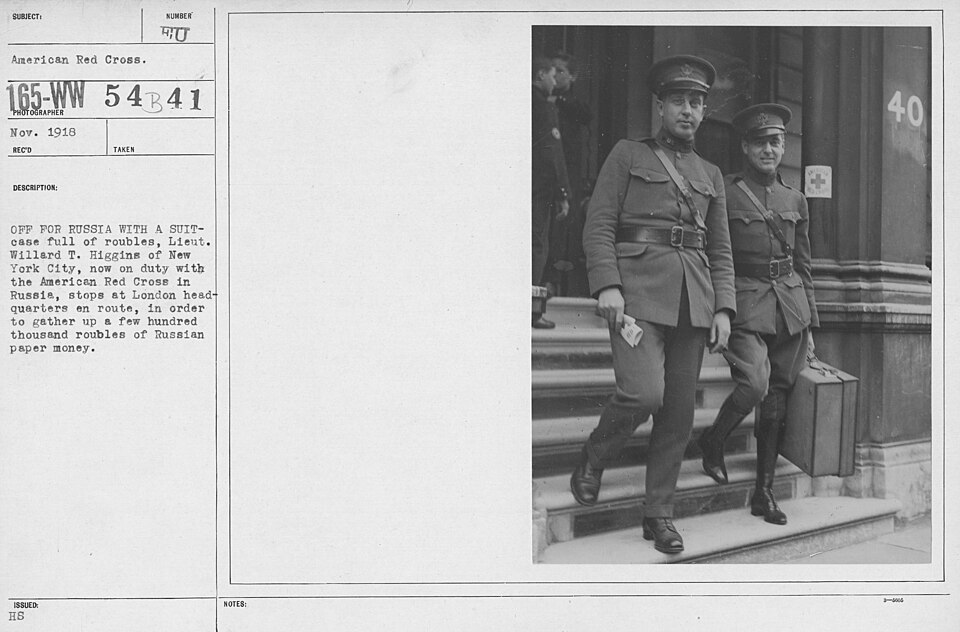 SUBJECT:
NUMBER
American Red Cross.
165-WW 54 B 41
PHOTOGRAPHER
Nov. 1918
REC'D
TAKEN
DESCRIPTION:
OFF FOR RUSSIA WITH A SUIT-
case full of roubles, Lieut.
Willard T. Higgins of New
York City, now on duty with
the American Red Cross in
Russia, stops at London head-
quarters en route, in order
to gather up a few hundred
thousand roubles of Russian
paper money.
ISSUED:
HS
NOTES:
40